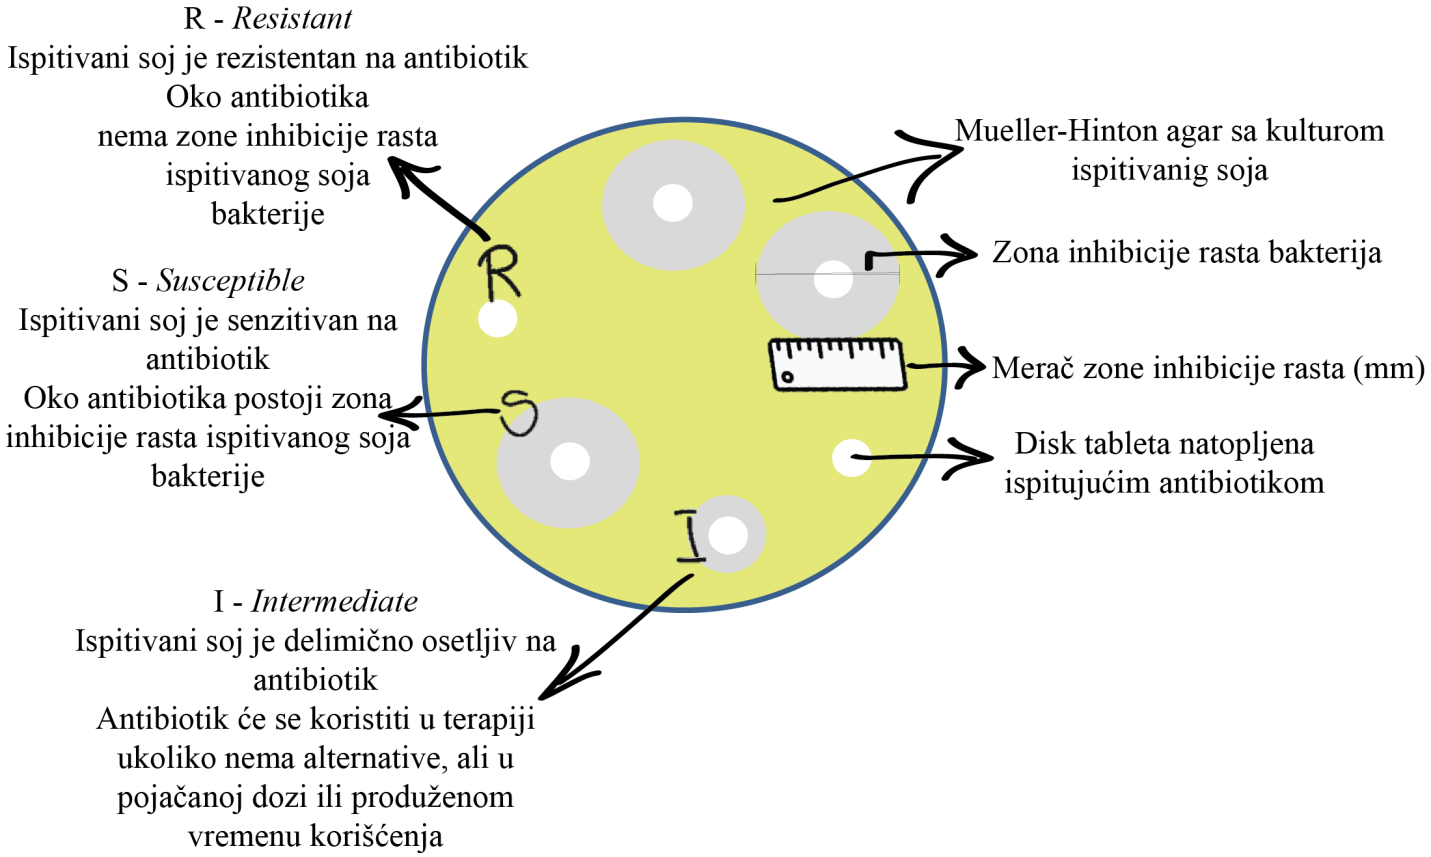 R - Resistant
Ispitivani soj je rezistentan na antibiotik
Oko antibiotika
nema zone inhibicije rasta
ispitivanog soja
bakterije
S - Susceptible
Ispitivani soj je senzitivan na
antibiotik
Oko antibiotika postoji zona
inhibicije rasta ispitivanog soja
bakterije
I - Intermediate
Ispitivani soj je delimično osetljiv na
antibiotik
Antibiotik će se koristiti u terapiji
ukoliko nema alternative, ali u
pojačanoj dozi ili produženom
vremenu korišćenja
R
S
I
Mueller-Hinton agar sa kulturom
ispitivanig soja
Zona inhibicije rasta bakterija
Merač zone inhibicije rasta (mm)
Disk tableta natopljena
ispitujućim antibiotikom